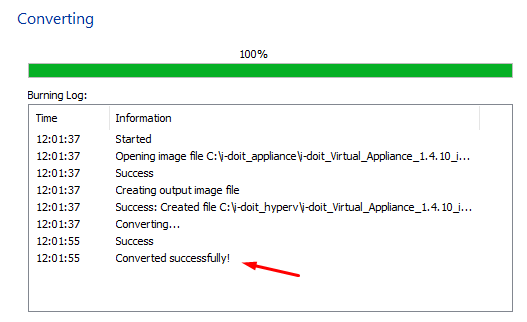 Converting
100%
Burning Log:
Time Information
12:01:37 Started
12:01:37 Opening image file C:\i-doit_appliance\i-doit_Virtual_Appliance_1.4.10_i...
12:01:37 Success
12:01:37 Creating output image file
12:01:37 Success: Created file C:\i-doit_hyperv\i-doit_Virtual_Appliance_1.4.10_i...
12:01:37 Converting...
12:01:55 Success
12:01:55 Converted successfully!